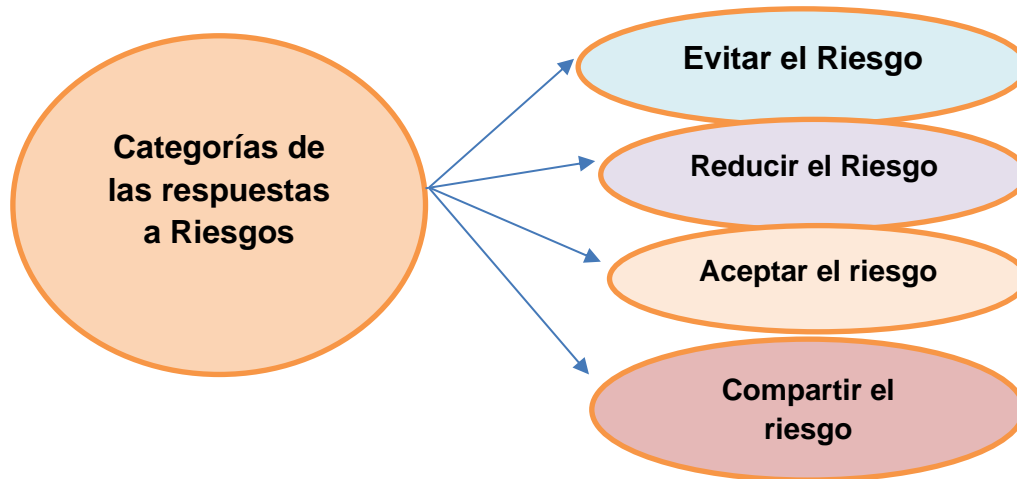 Categorías de
las respuestas
a Riesgos
Evitar el Riesgo
Reducir el Riesgo
Aceptar el riesgo
Compartir el
riesgo